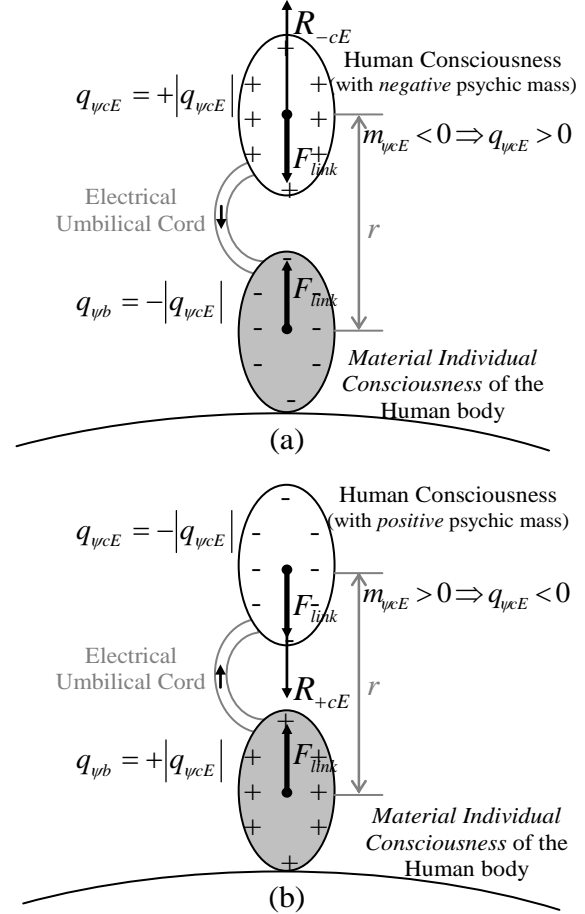 R₋cE
Human Consciousness
(with negative psychic mass)
qψcE = +|qψcE|
mψcE < 0 ⇒ qψcE > 0
Flink
Electrical
Umbilical Cord
r
qψb = −|qψcE|
Flink
Material Individual
Consciousness of the
Human body
(a)
Human Consciousness
(with positive psychic mass)
qψcE = −|qψcE|
mψcE > 0 ⇒ qψcE < 0
Flink
Electrical
Umbilical Cord
R₊cE
r
qψb = +|qψcE|
Flink
Material Individual
Consciousness of the
Human body
(b)